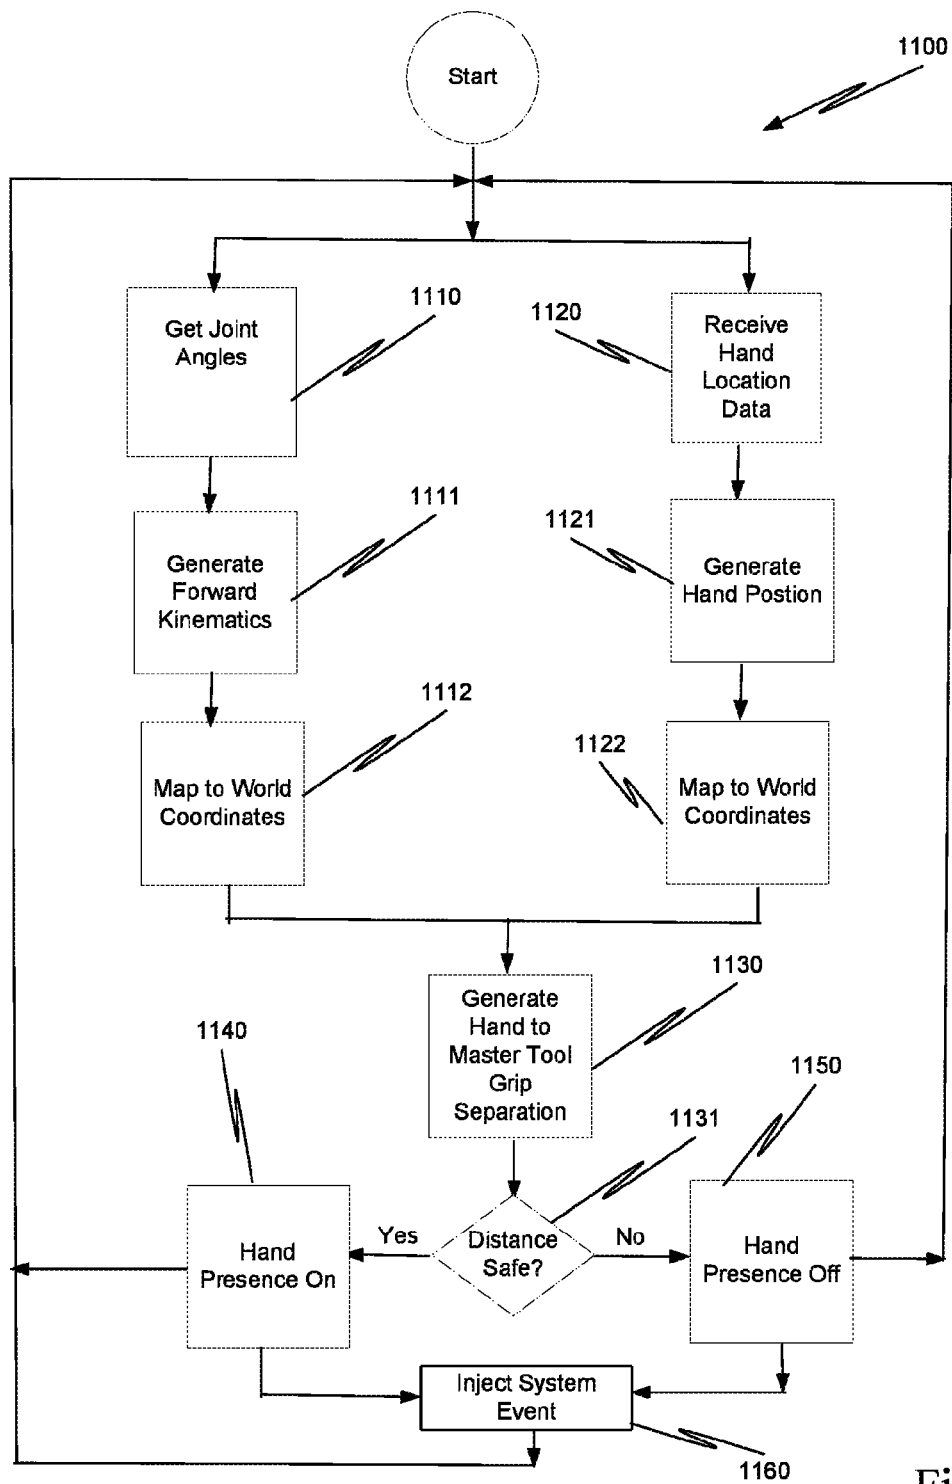 Start
1100
Get Joint
Angles
1110
1120
Receive
Hand
Location
Data
Generate
Forward
Kinematics
1111
1121
Generate
Hand Postion
Map to World
Coordinates
1112
1122
Map to World
Coordinates
Generate
Hand to
Master Tool
Grip
Separation
1130
1140
1150
1131
Hand
Presence On
Yes
Distance
Safe?
No
Hand
Presence Off
Inject System
Event
1160